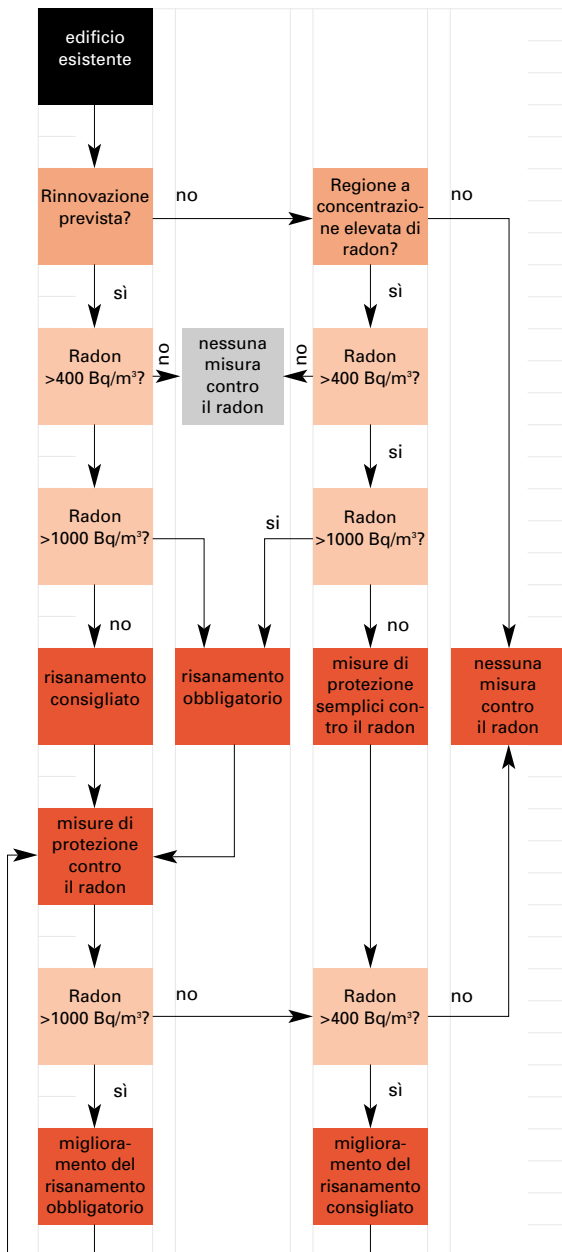 edificio
esistente
Rinnovazione
prevista?
no
Regione a
concentrazio-
ne elevata di
radon?
no
sì
sì
Radon
>400 Bq/m³?
no
nessuna
misura
contro
il radon
no
Radon
>400 Bq/m³?
si
Radon
>1000 Bq/m³?
si
Radon
>1000 Bq/m³?
no
no
risanamento
consigliato
risanamento
obbligatorio
misure di
protezione
semplici con-
tro il radon
nessuna
misura
contro
il radon
misure di
protezione
contro
il radon
Radon
>1000 Bq/m³?
no
Radon
>400 Bq/m³?
no
sì
sì
migliora-
mento del
risanamento
obbligatorio
migliora-
mento del
risanamento
consigliato